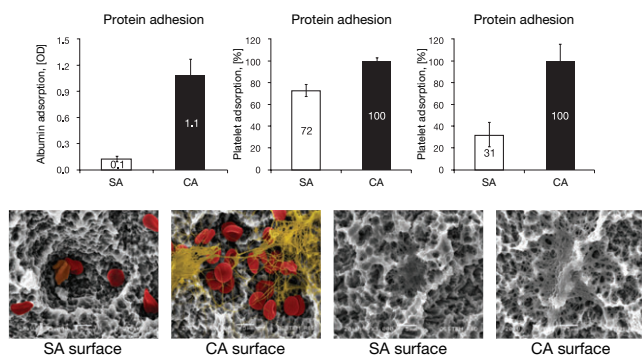 Protein adhesion
Protein adhesion
Protein adhesion
Albumin adsorption, [OD]
1.5
1.2
0.9
0.6
0.3
0.0
0.1
1.1
SA
CA
Platelet adsorption, [%]
120
100
80
60
40
20
0
72
100
SA
CA
Platelet adsorption, [%]
120
100
80
60
40
20
0
31
100
SA
CA
SA surface
CA surface
SA surface
CA surface